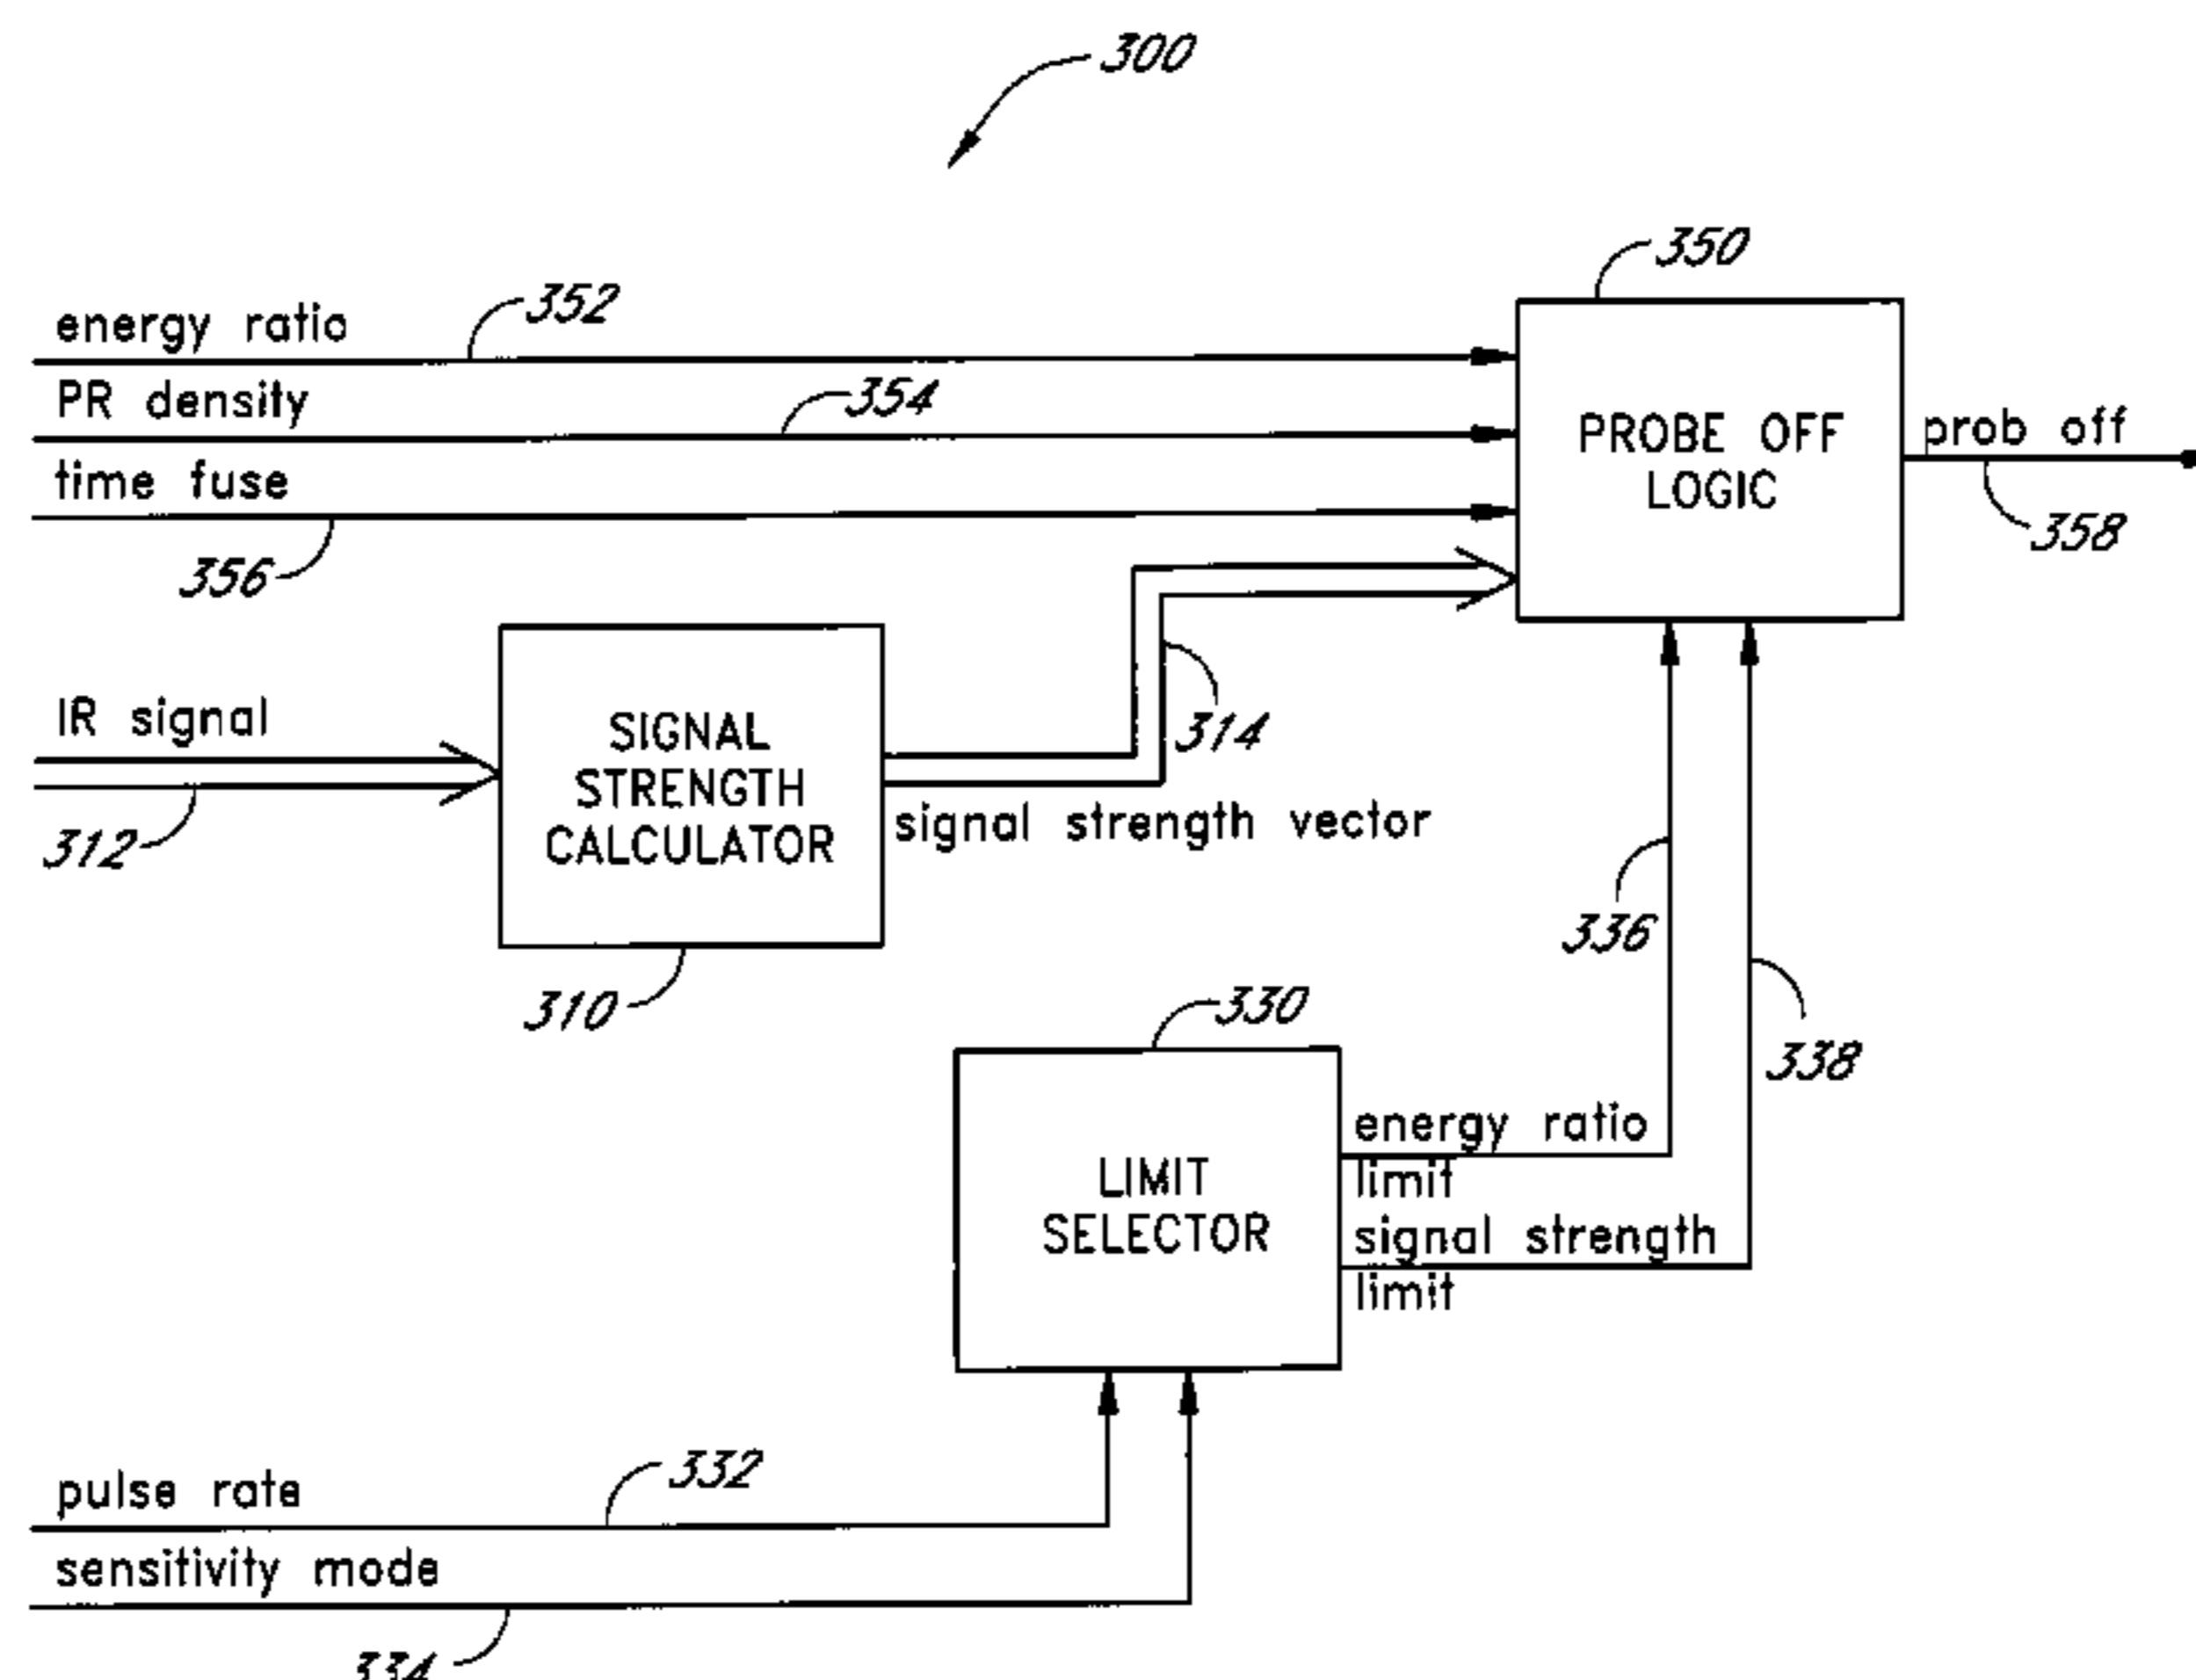 300
350
energy ratio
352
PR density
354
time fuse
356
PROBE OFF
LOGIC
prob off
358
IR signal
312
SIGNAL
STRENGTH
CALCULATOR
310
314
signal strength vector
336
338
330
LIMIT
SELECTOR
energy ratio
limit
signal strength
limit
pulse rate
332
sensitivity mode
334